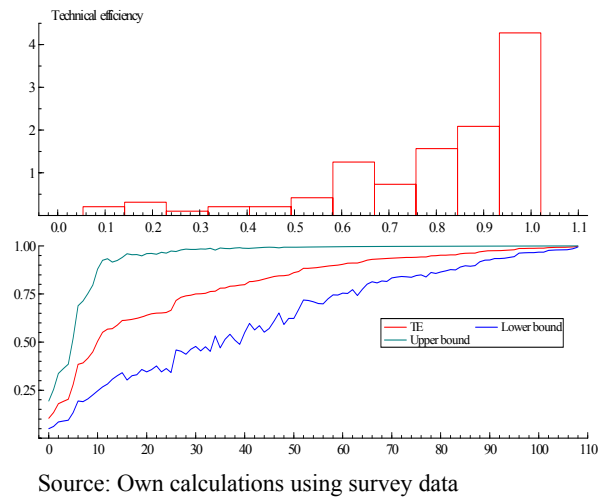 Technical efficiency
4
3
2
1
0.0 0.1 0.2 0.3 0.4 0.5 0.6 0.7 0.8 0.9 1.0 1.1
1.00
0.75
0.50
0.25
TE Lower bound
Upper bound
0 10 20 30 40 50 60 70 80 90 100 110
Source: Own calculations using survey data